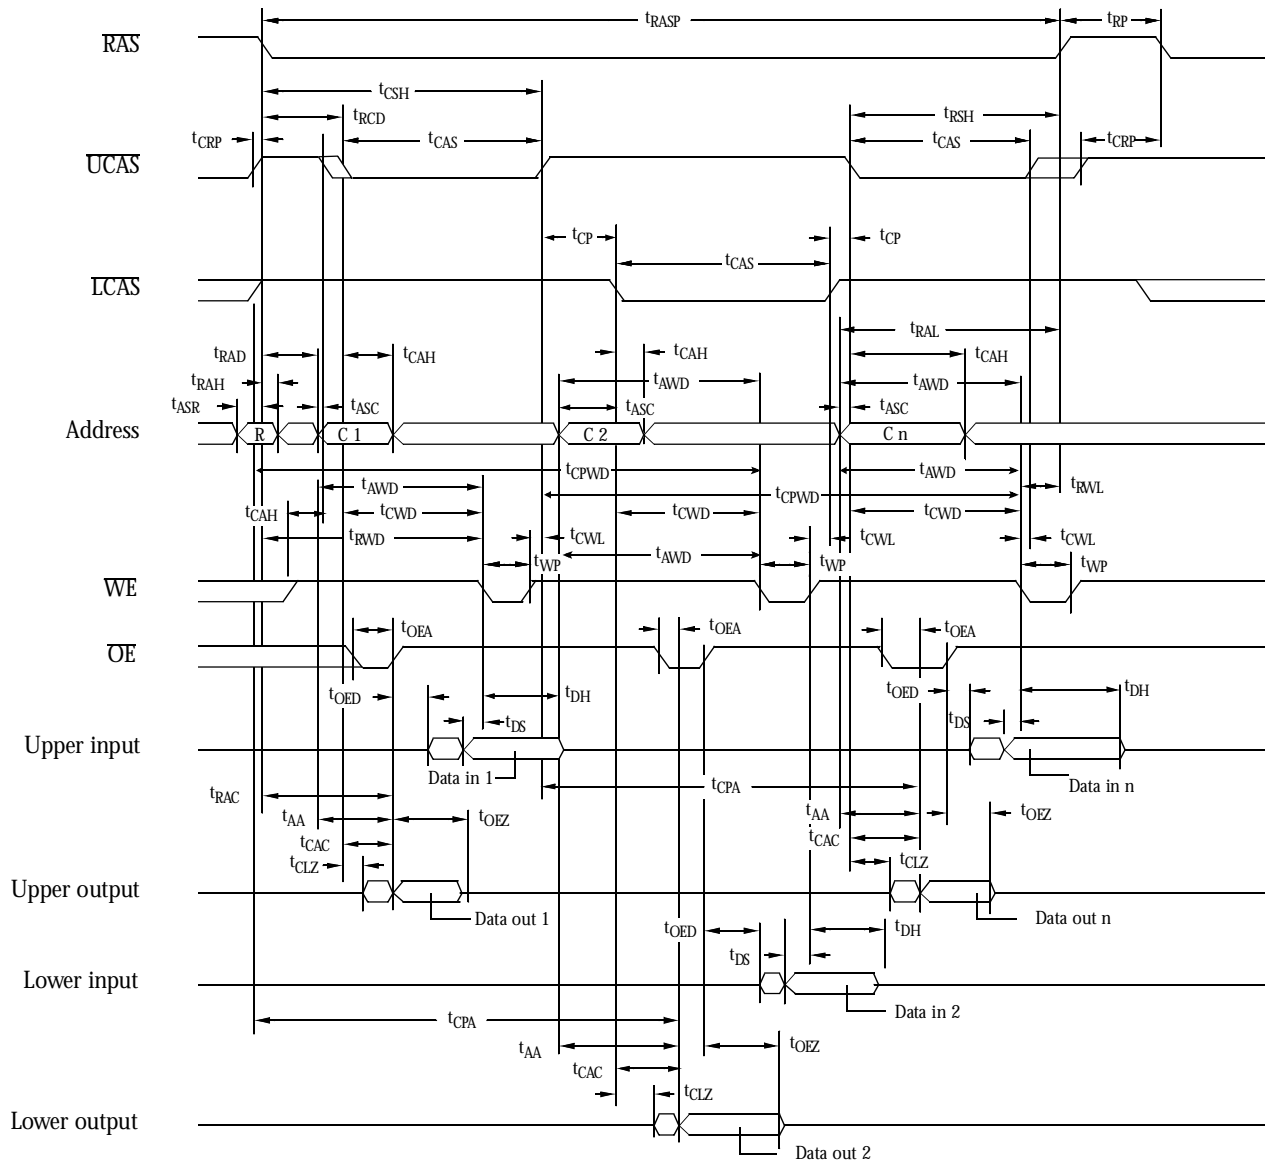 tRASP tRP
RAS
tCSH
tRCD tRSH
tCRP tCAS tCAS tCRP
UCAS
tCP tCP
tCAS
LCAS
tRAL
tRAD tCAH tCAH tCAH
tRAH tAWD tAWD
tASR tASC tASC tASC
Address R C 1 C 2 C n
tCPWD tAWD
tAWD tCPWD tRWL
tCAH tCWD tCWD tCWD
tRWD tCWL tCWL tCWL
tWP tAWD tWP tWP
WE
tOEA tOEA tOEA
OE
tOED tDH tOED tDH
tDS tDS
Upper input
Data in 1 Data in n
tRAC tCPA
tAA tOEZ tAA tOEZ
tCAC tCAC
tCLZ tCLZ
Upper output
Data out 1 Data out n
tOED tDH
tDS
Lower input
Data in 2
tCPA
tAA tOEZ
tCAC
tCLZ
Lower output
Data out 2